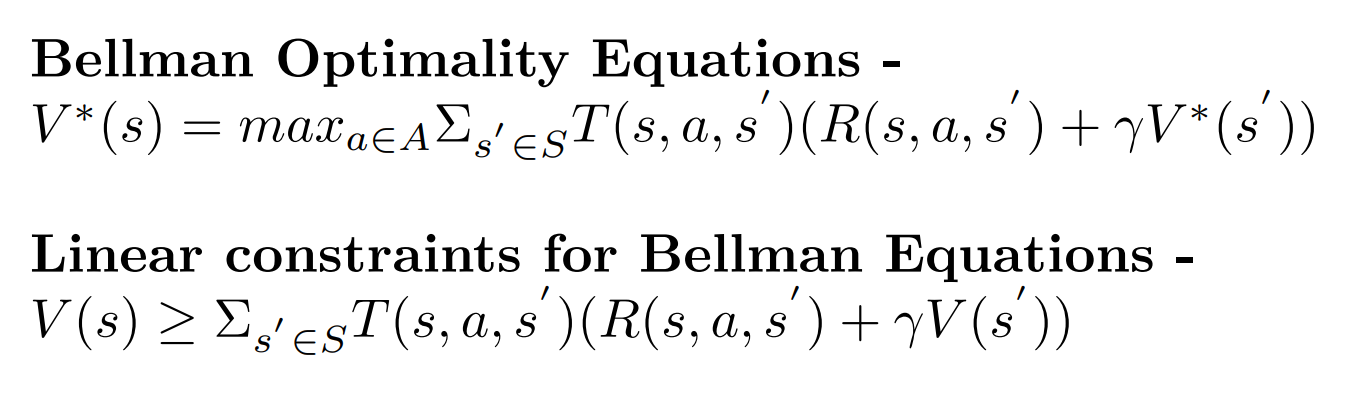 Bellman Optimality Equations -
V*(s) = max_{a∈A}Σ_{s'∈S}T(s, a, s')(R(s, a, s') + γV*(s'))
Linear constraints for Bellman Equations -
V(s) ≥ Σ_{s'∈S}T(s, a, s')(R(s, a, s') + γV(s'))